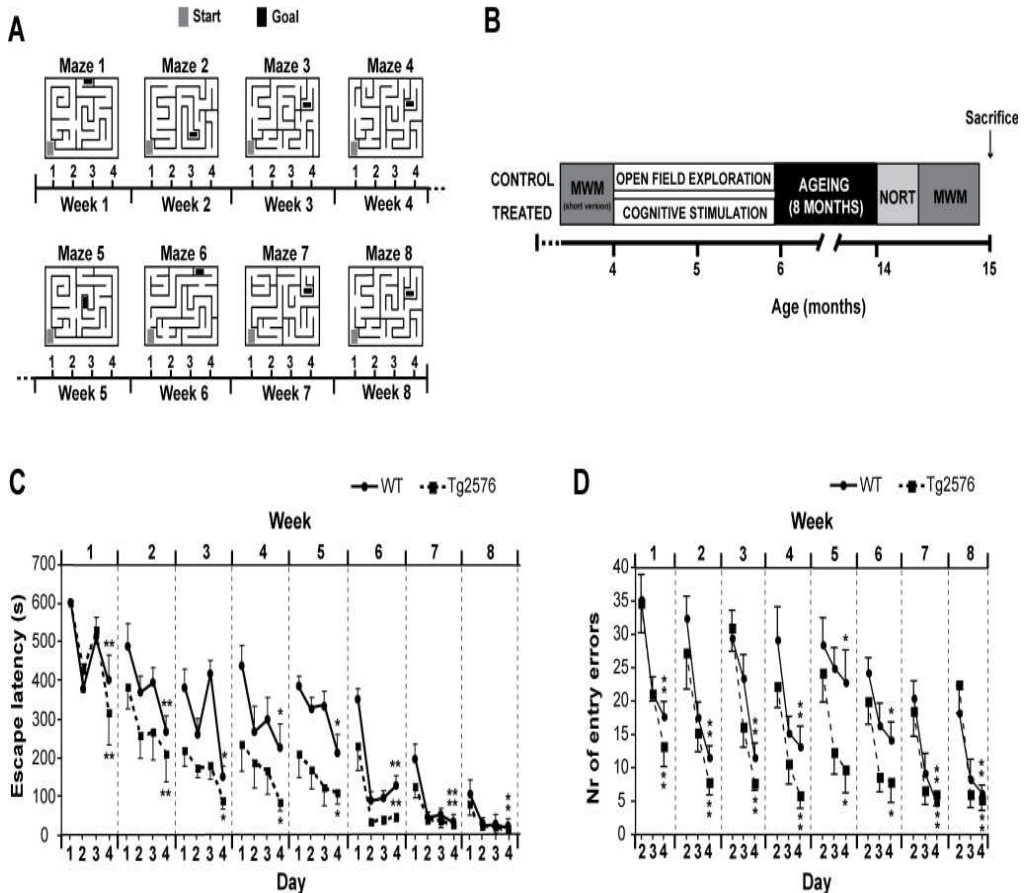 Start Goal
A
Maze 1 Maze 2 Maze 3 Maze 4
1 2 3 4 1 2 3 4 1 2 3 4 1 2 3 4
Week 1 Week 2 Week 3 Week 4
Maze 5 Maze 6 Maze 7 Maze 8
1 2 3 4 1 2 3 4 1 2 3 4 1 2 3 4
Week 5 Week 6 Week 7 Week 8
B
Sacrifice
CONTROL
TREATED
MWM
(short version)
OPEN FIELD EXPLORATION
COGNITIVE STIMULATION
AGEING
(8 MONTHS)
NORT
MWM
4 5 6 14 15
Age (months)
C
WT Tg2576
Week
1 2 3 4 5 6 7 8
Escape latency (s)
700
600
500
400
300
200
100
0
** ** ** ** * * * * * * ** ** ** ** * *
1 2 3 4 1 2 3 4 1 2 3 4 1 2 3 4 1 2 3 4 1 2 3 4 1 2 3 4 1 2 3 4
Day
D
WT Tg2576
Week
1 2 3 4 5 6 7 8
Nr of entry errors
40
35
30
25
20
15
10
5
0
** ** ** ** ** ** ** ** * * * * ** ** ** **
2 3 4 2 3 4 2 3 4 2 3 4 2 3 4 2 3 4 2 3 4 2 3 4
Day